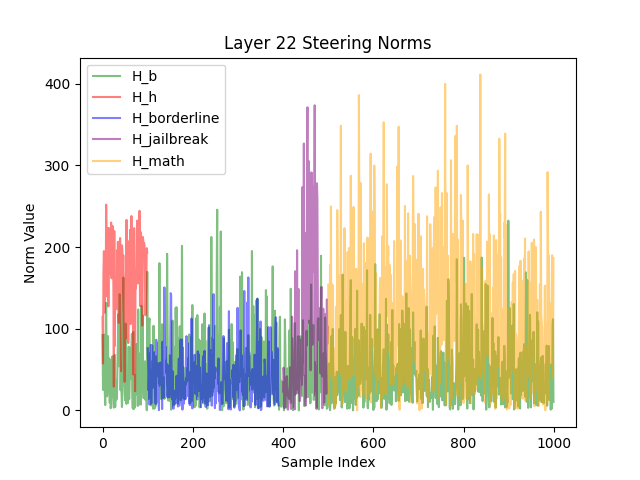 Layer 22 Steering Norms
H_b
H_h
H_borderline
H_jailbreak
H_math
Norm Value
400
300
200
100
0
0 200 400 600 800 1000
Sample Index